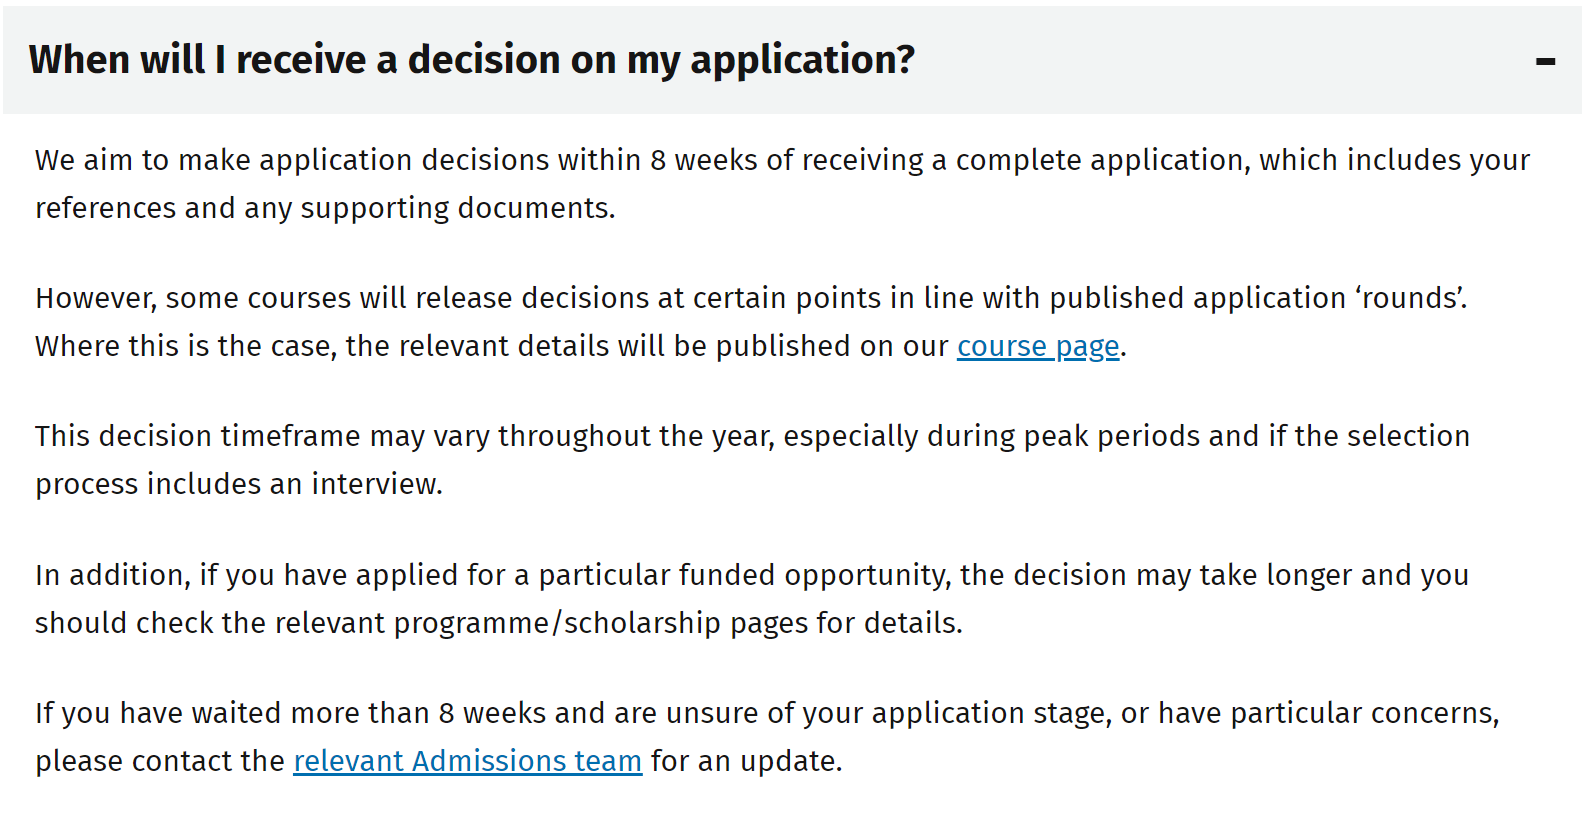 When will I receive a decision on my application?
We aim to make application decisions within 8 weeks of receiving a complete application, which includes your
references and any supporting documents.
However, some courses will release decisions at certain points in line with published application ‘rounds’.
Where this is the case, the relevant details will be published on our course page.
This decision timeframe may vary throughout the year, especially during peak periods and if the selection
process includes an interview.
In addition, if you have applied for a particular funded opportunity, the decision may take longer and you
should check the relevant programme/scholarship pages for details.
If you have waited more than 8 weeks and are unsure of your application stage, or have particular concerns,
please contact the relevant Admissions team for an update.